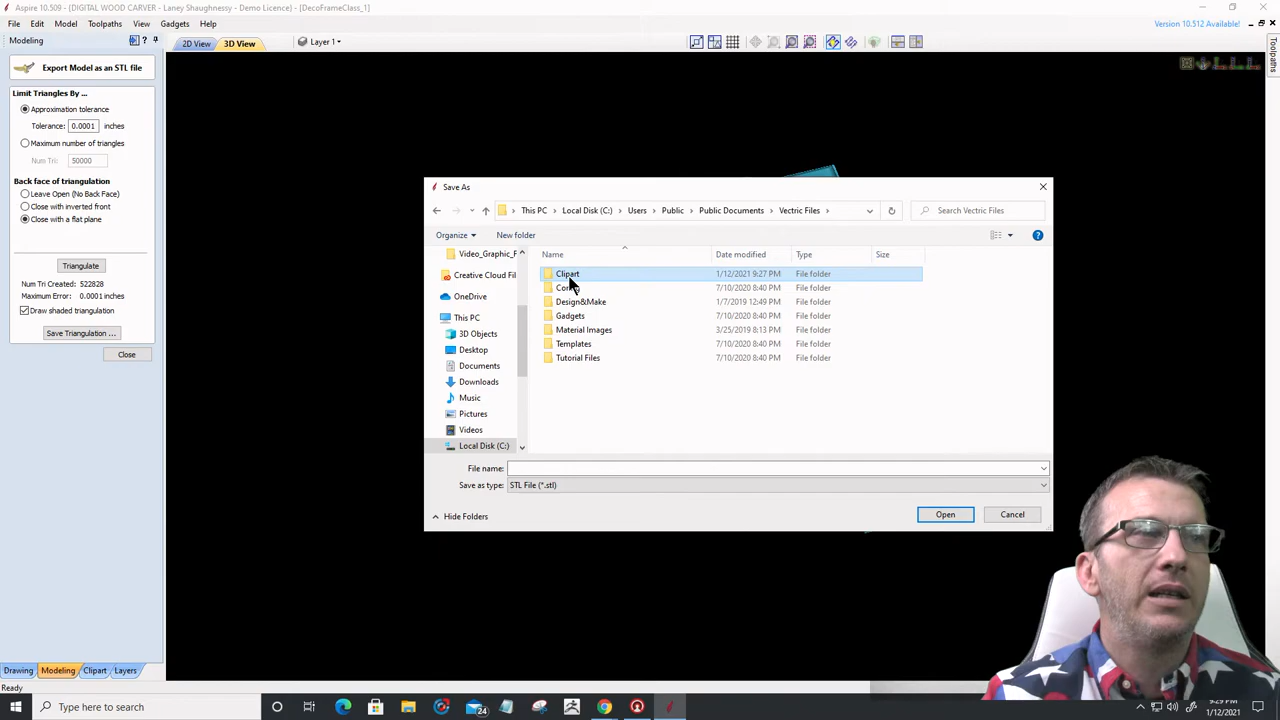 Aspire 10.509 - (DIGITAL WOOD CARVER - Laney Shaughnessy - Demo Licence) - [DecoFrameClass_1]
File Edit Model Toolpaths View Gadgets Help
Version 10.512 Available!
Modeling
2D View 3D View Layer 1
Toolpaths
Export Model as an STL file
Limit Triangles By ...
Approximation tolerance
Tolerance: 0.0001 inches
Maximum number of triangles
Num Tri: 50000
Back face of triangulation
Leave Open (No Back Face)
Close with inverted front
Close with a flat plane
Triangulate
Num Tri Created: 522828
Maximum Error: 0.0001 inches
Draw shaded triangulation
Save Triangulation ...
Close
Save As
This PC › Local Disk (C:) › Users › Public › Public Documents › Vectric Files ›
Search Vectric Files
Organize New folder
Name Date modified Type Size
Video_Graphic_F
Creative Cloud Fil
OneDrive
This PC
3D Objects
Desktop
Documents
Downloads
Music
Pictures
Videos
Local Disk (C:)
Clipart 1/12/2021 9:27 PM File folder
7/10/2020 8:40 PM File folder
Design&Make 1/7/2019 12:49 PM File folder
Gadgets 7/10/2020 8:40 PM File folder
Material Images 3/25/2019 8:13 PM File folder
Templates 7/10/2020 8:40 PM File folder
Tutorial Files 7/10/2020 8:40 PM File folder
File name:
Save as type: STL File (*.stl)
Hide Folders
Open Cancel
Drawing Modeling Clipart Layers
Ready
Type here to search
24
9:29 PM
1/12/2021